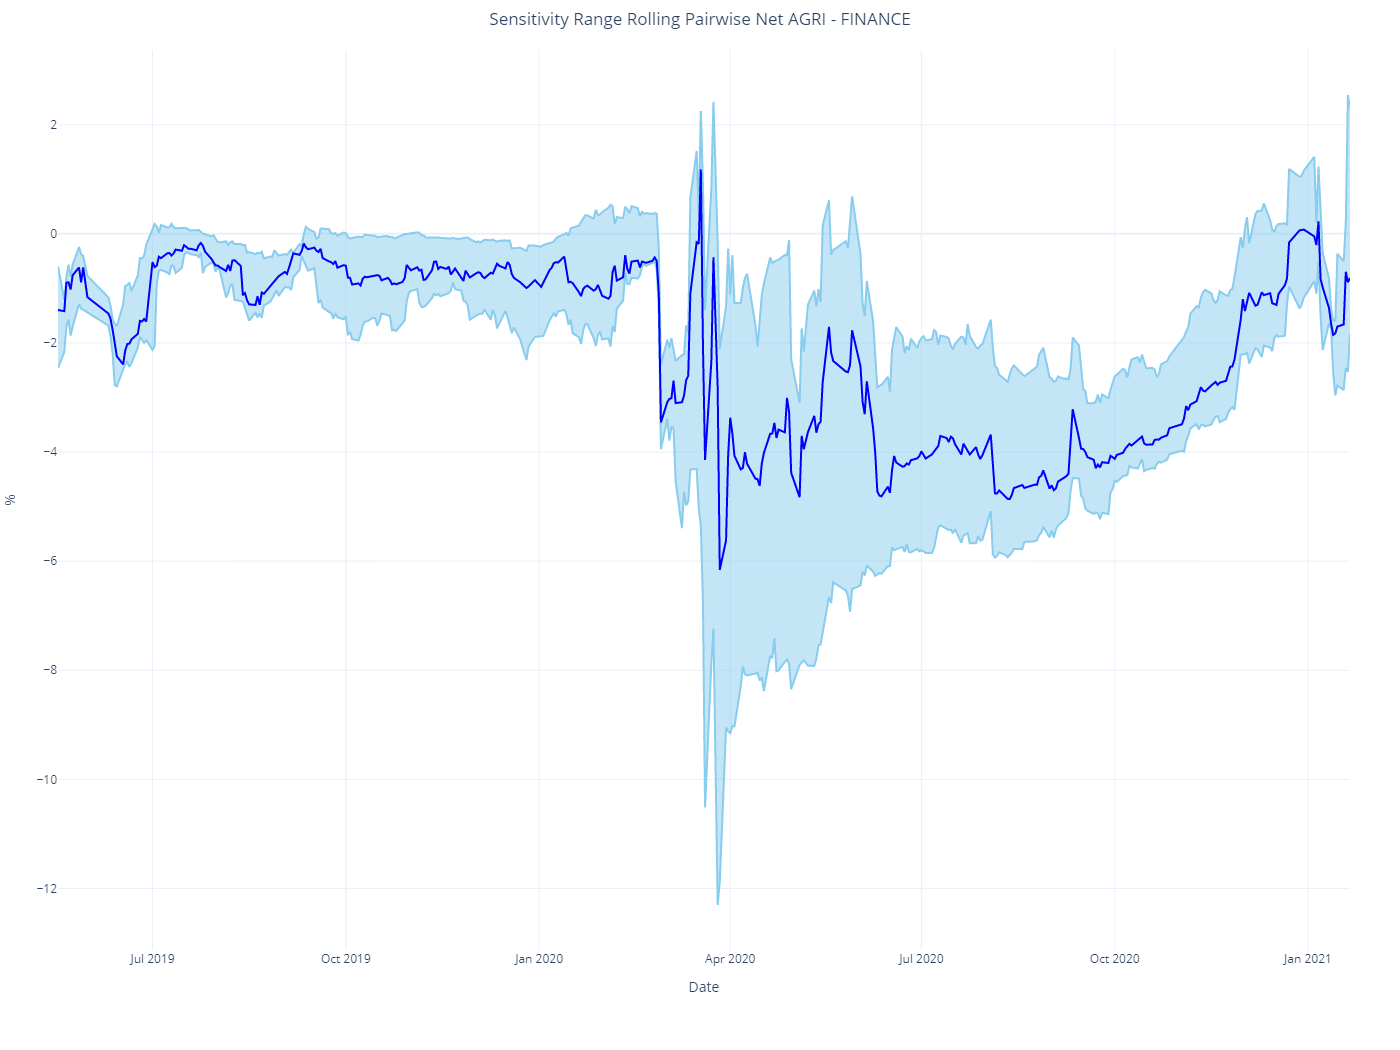 Sensitivity Range Rolling Pairwise Net AGRI - FINANCE
2
0
−2
−4
−6
−8
−10
−12
%
Jul 2019
Oct 2019
Jan 2020
Apr 2020
Jul 2020
Oct 2020
Jan 2021
Date